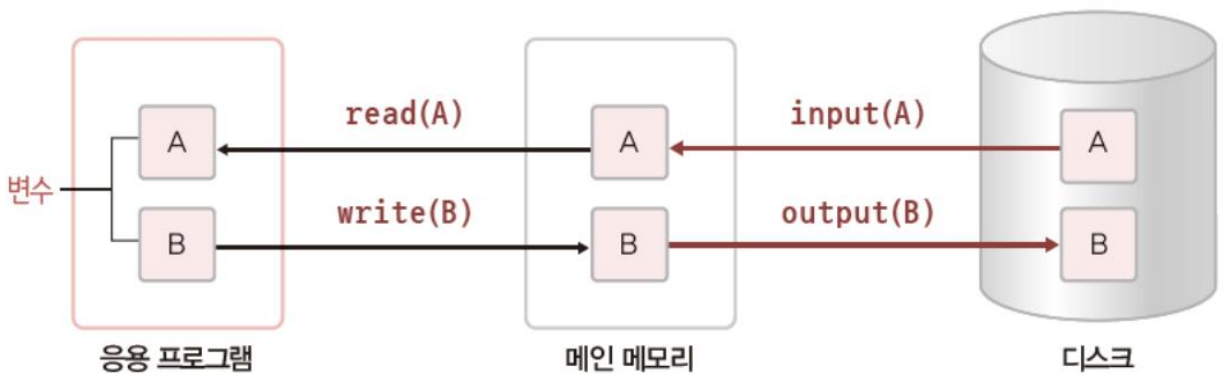 read(A)
input(A)
A
A
A
변수
write(B)
output(B)
B
B
B
응용 프로그램
메인 메모리
디스크